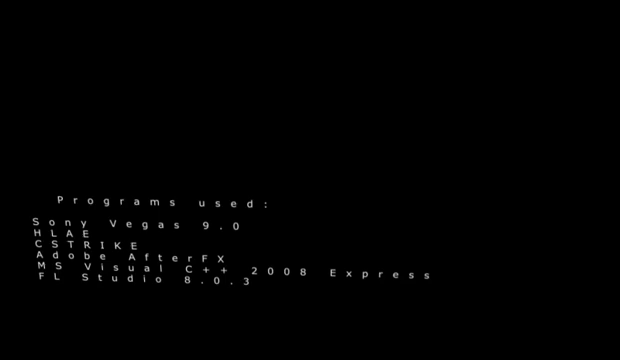 Programs used:
Sony Vegas 9.0
HLAE
CSTRIKE
Adobe AfterFX
MS Visual C++ 2008 Express
FL Studio 8.0.3